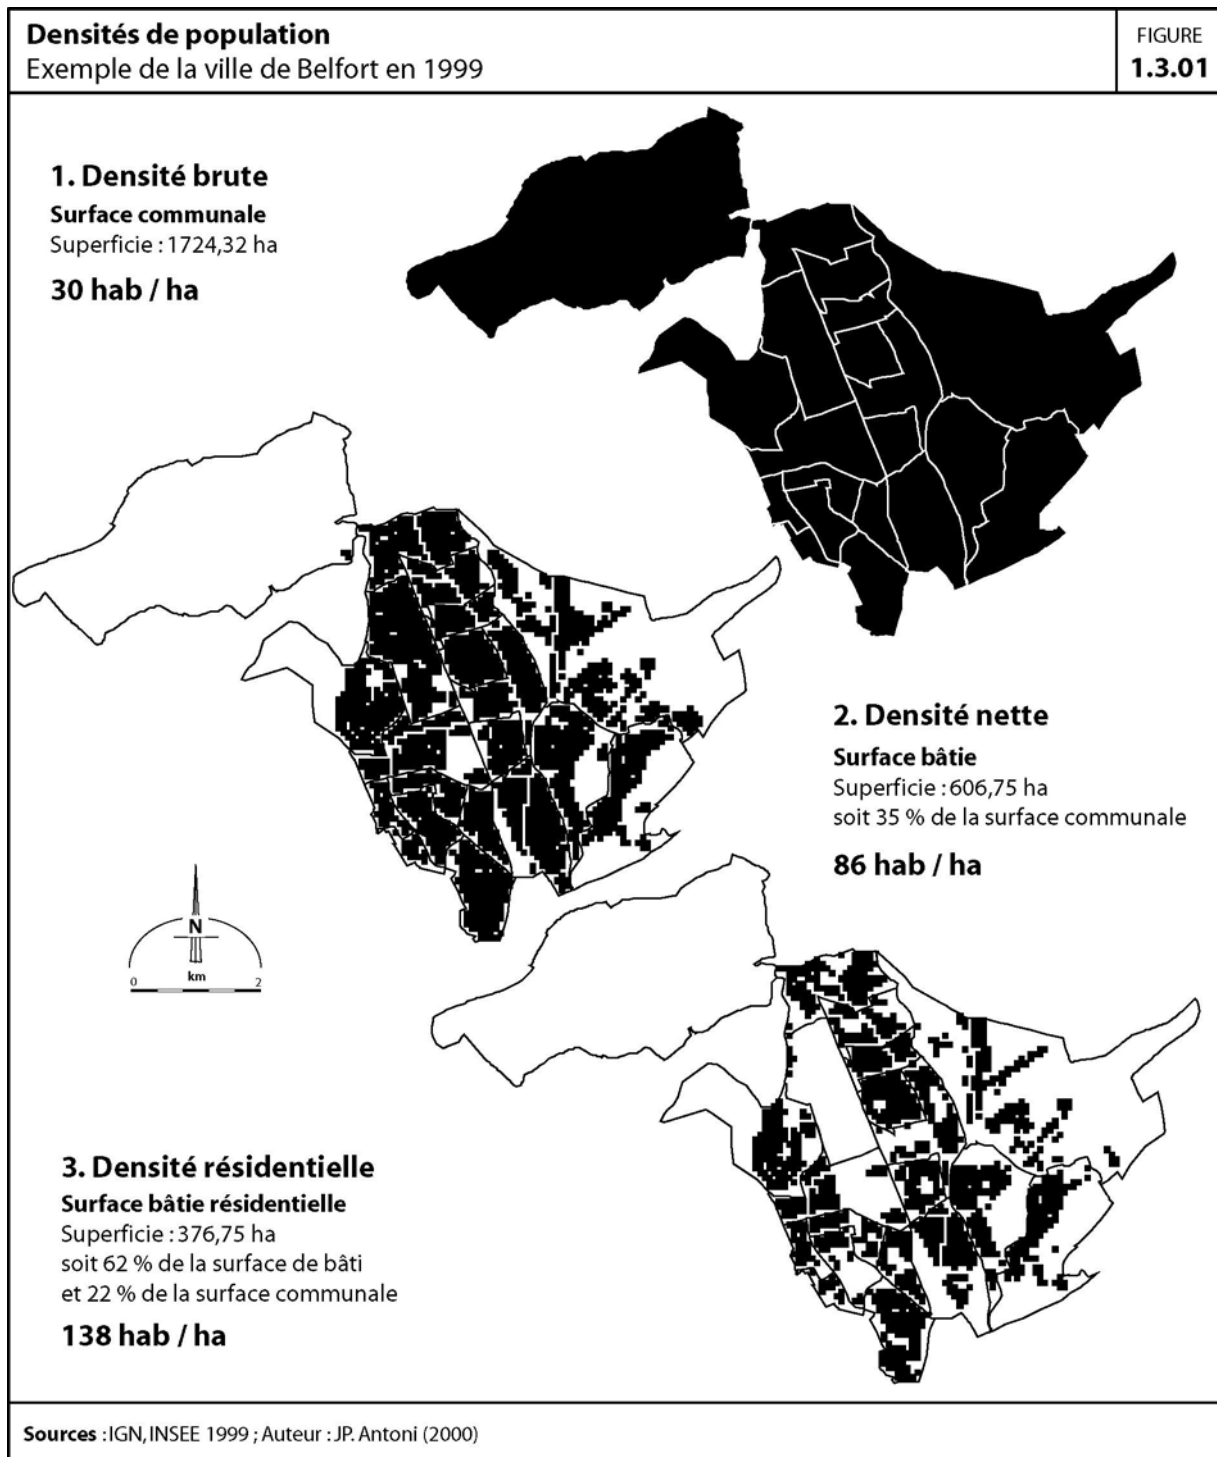 Densités de population
Exemple de la ville de Belfort en 1999
FIGURE
1.3.01
1. Densité brute
Surface communale
Superficie : 1724,32 ha
30 hab / ha
2. Densité nette
Surface bâtie
Superficie : 606,75 ha
soit 35 % de la surface communale
86 hab / ha
N
km
0 2
3. Densité résidentielle
Surface bâtie résidentielle
Superficie : 376,75 ha
soit 62 % de la surface de bâti
et 22 % de la surface communale
138 hab / ha
Sources : IGN, INSEE 1999 ; Auteur : JP. Antoni (2000)